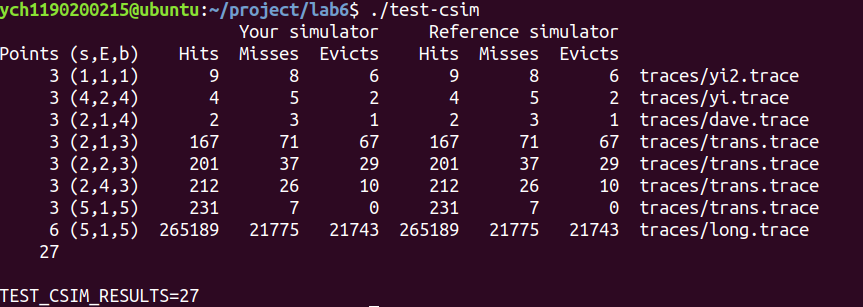 ych1190200215@ubuntu:~/project/lab6$ ./test-csim
Your simulator Reference simulator
Points (s,E,b) Hits Misses Evicts Hits Misses Evicts
3 (1,1,1) 9 8 6 9 8 6 traces/yi2.trace
3 (4,2,4) 4 5 2 4 5 2 traces/yi.trace
3 (2,1,4) 2 3 1 2 3 1 traces/dave.trace
3 (2,1,3) 167 71 67 167 71 67 traces/trans.trace
3 (2,2,3) 201 37 29 201 37 29 traces/trans.trace
3 (2,4,3) 212 26 10 212 26 10 traces/trans.trace
3 (5,1,5) 231 7 0 231 7 0 traces/trans.trace
6 (5,1,5) 265189 21775 21743 265189 21775 21743 traces/long.trace
27
TEST_CSIM_RESULTS=27